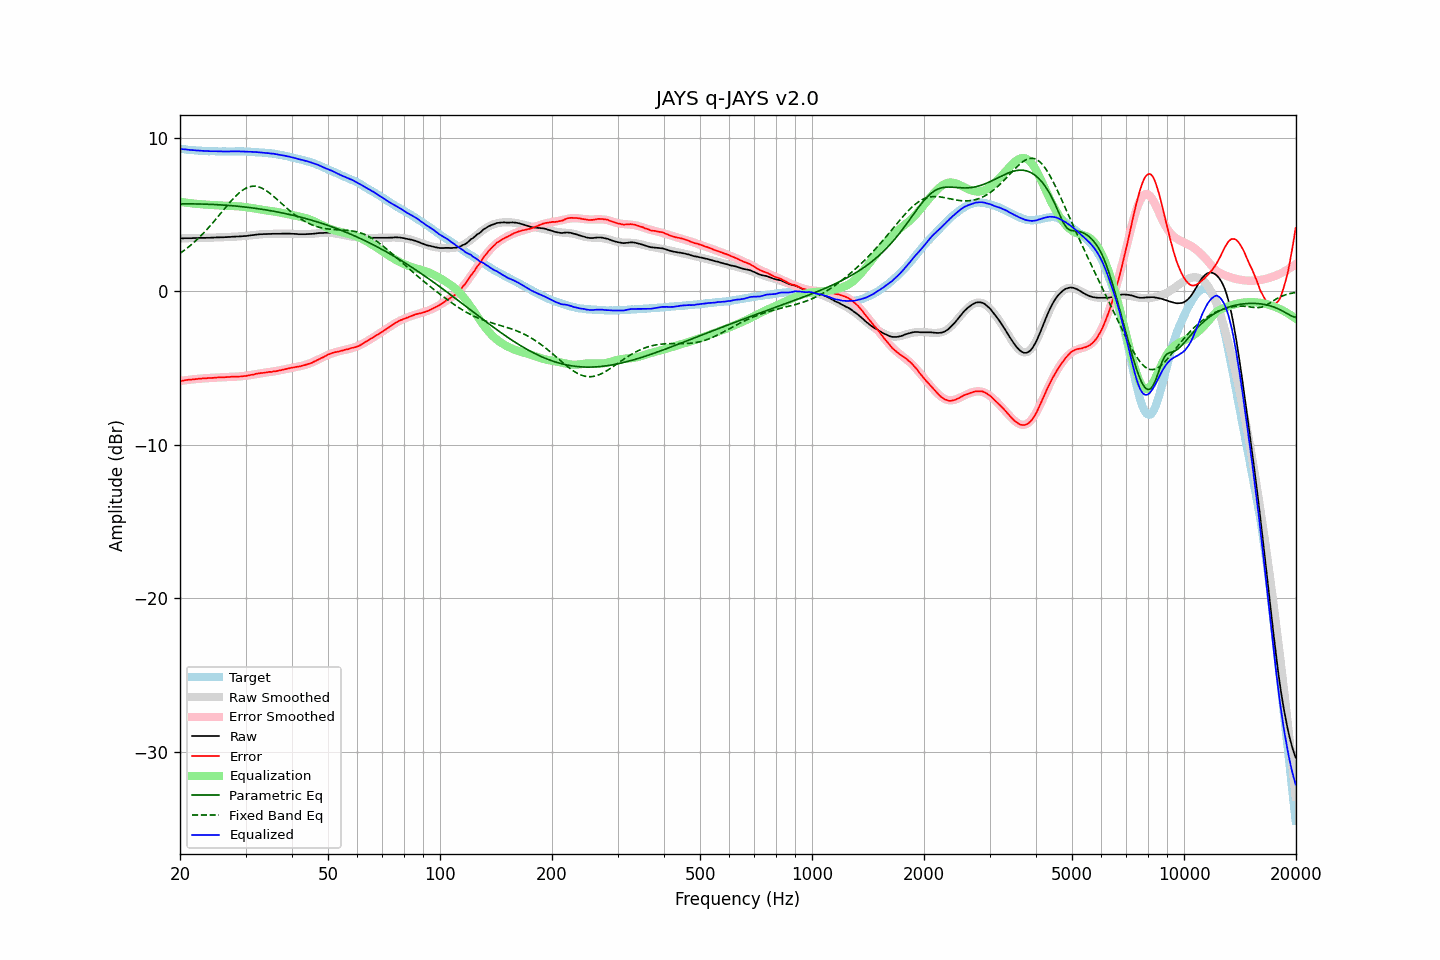 JAYS q-JAYS v2.0
10
0
−10
−20
−30
Amplitude (dBr)
Target
Raw Smoothed
Error Smoothed
Raw
Error
Equalization
Parametric Eq
Fixed Band Eq
Equalized
20 50 100 200 500 1000 2000 5000 10000 20000
Frequency (Hz)